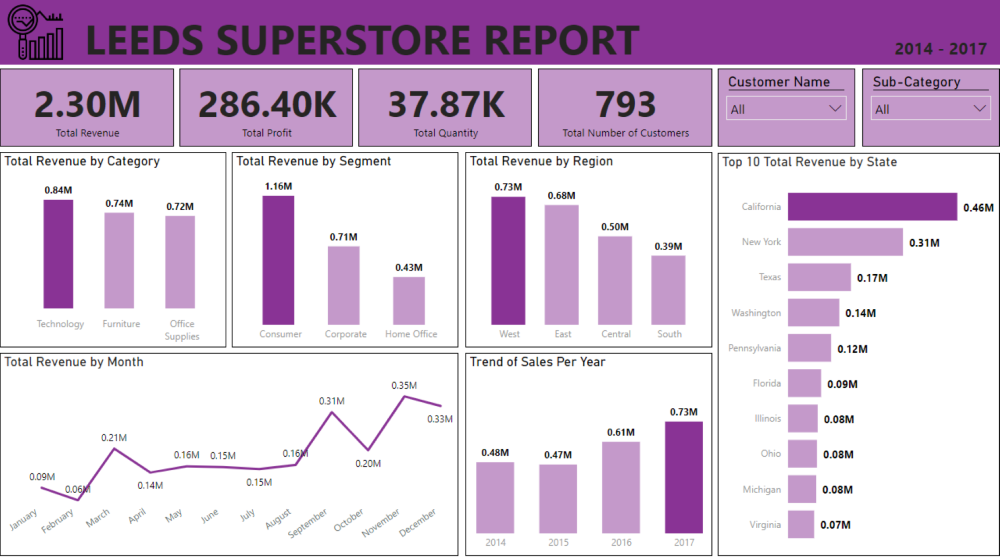 LEEDS SUPERSTORE REPORT
2014 - 2017
2.30M
Total Revenue
286.40K
Total Profit
37.87K
Total Quantity
793
Total Number of Customers
Customer Name
All
Sub-Category
All
Total Revenue by Category
0.84M
0.74M
0.72M
Technology
Furniture
Office
Supplies
Total Revenue by Segment
1.16M
0.71M
0.43M
Consumer
Corporate
Home Office
Total Revenue by Region
0.73M
0.68M
0.50M
0.39M
West
East
Central
South
Top 10 Total Revenue by State
California 0.46M
New York 0.31M
Texas 0.17M
Washington 0.14M
Pennsylvania 0.12M
Florida 0.09M
Illinois 0.08M
Ohio 0.08M
Michigan 0.08M
Virginia 0.07M
Total Revenue by Month
0.09M
0.06M
0.21M
0.14M
0.16M
0.15M
0.15M
0.16M
0.31M
0.20M
0.35M
0.33M
January
February
March
April
May
June
July
August
September
October
November
December
Trend of Sales Per Year
0.48M
0.47M
0.61M
0.73M
2014
2015
2016
2017